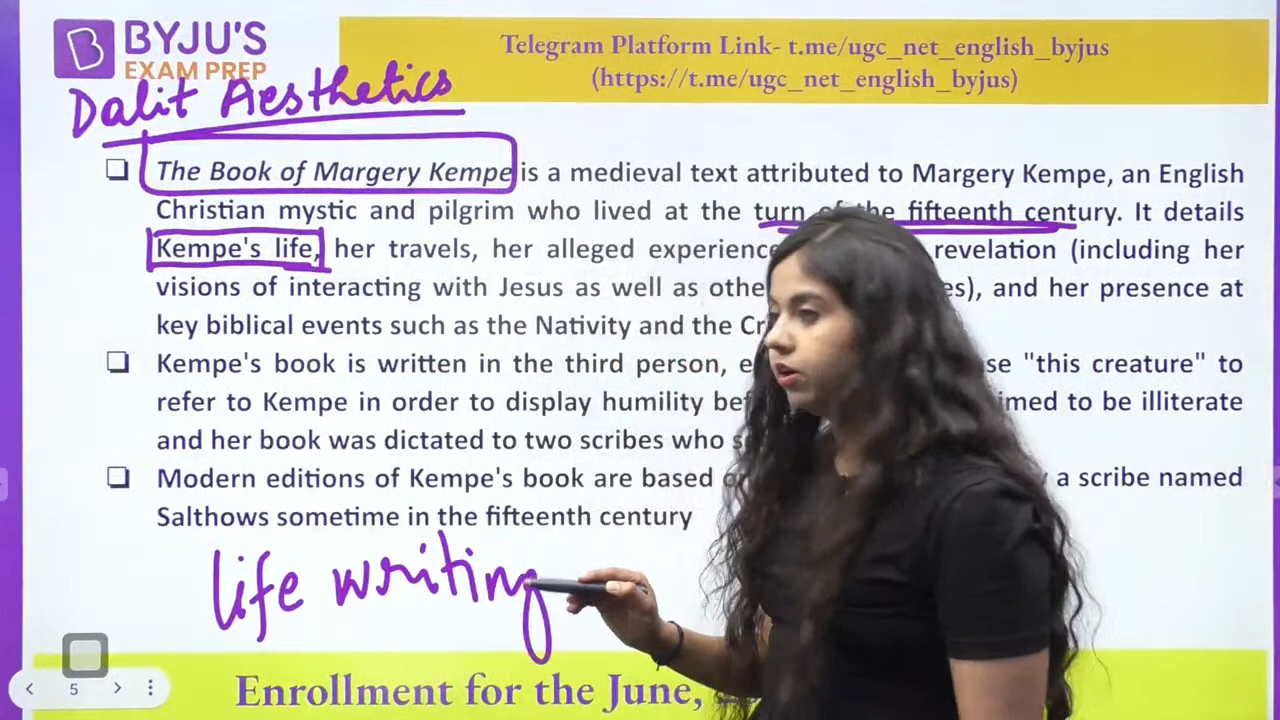 BYJU'S
EXAM PREP
Telegram Platform Link- t.me/ugc_net_english_byjus
(https://t.me/ugc_net_english_byjus)
Dalit Aesthetics
❑ The Book of Margery Kempe is a medieval text attributed to Margery Kempe, an English
Christian mystic and pilgrim who lived at the turn of the fifteenth century. It details
Kempe's life, her travels, her alleged revelation (including her
visions of interacting with Jesus as well as and her presence at
key biblical events such as the Nativity and the
❑ Kempe's book is written in the third person, "this creature" to
refer to Kempe in order to display humility to be illiterate
and her book was dictated to two scribes who
❑ Modern editions of Kempe's book are based a scribe named
Salthows sometime in the fifteenth century
life writing
5
Enrollment for the June,